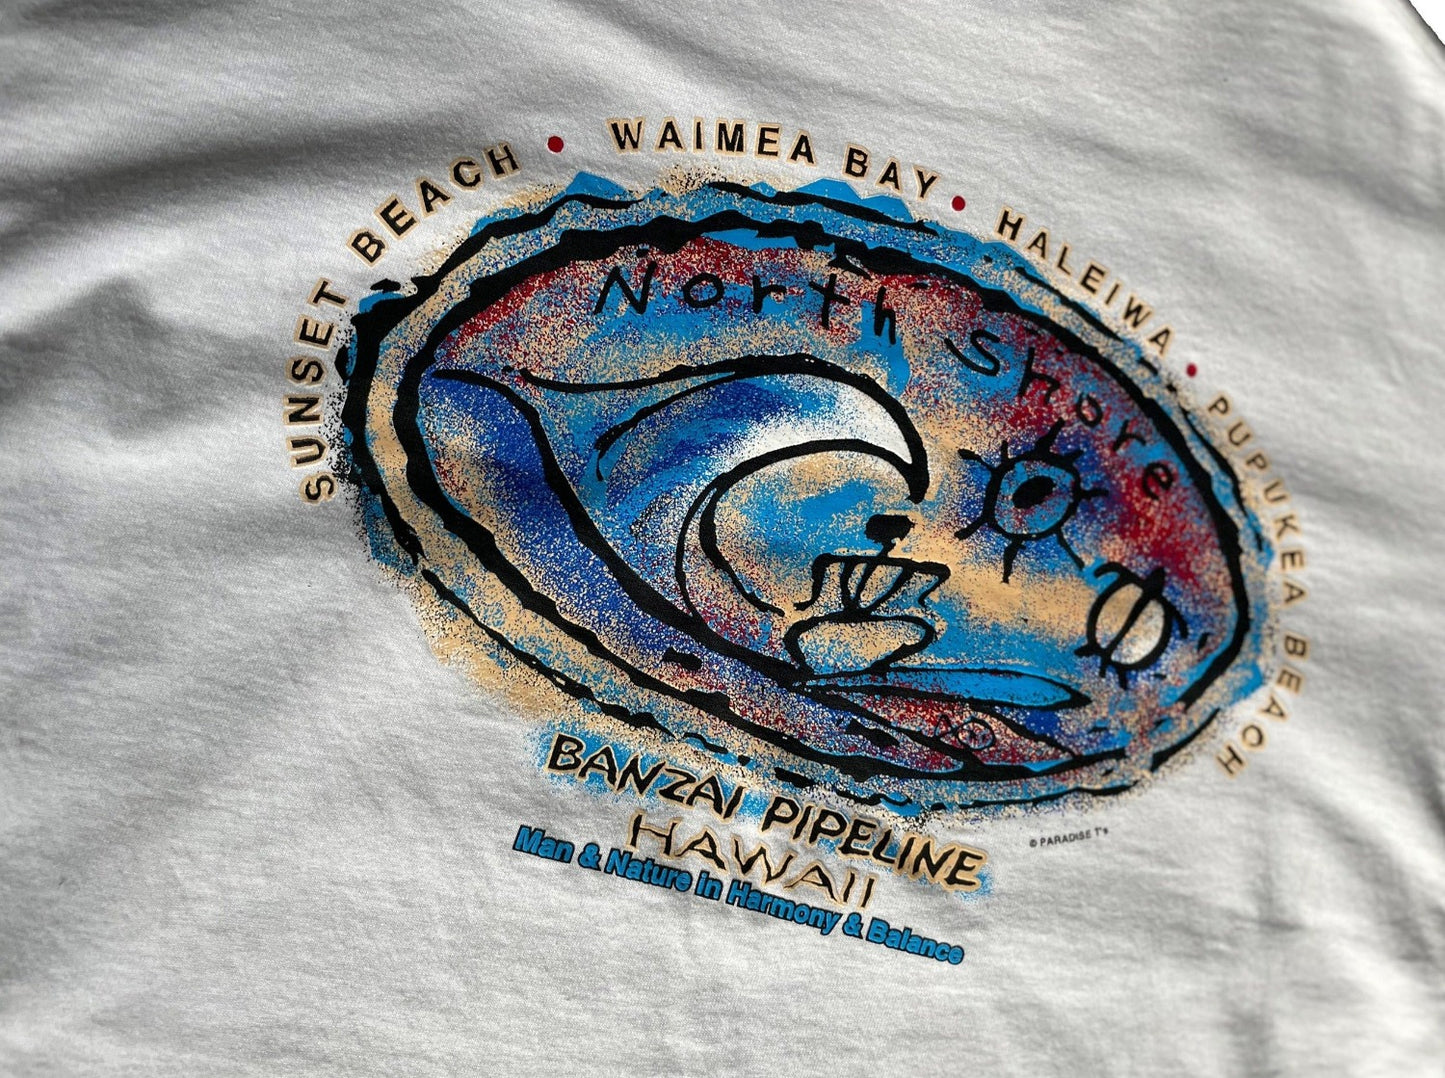 SUNSET BEACH • WAIMEA BAY • HALEIWA • PUPUKEA BEACH
North Shore
BANZAI PIPELINE
HAWAII
Man & Nature in Harmony & Balance
© PARADISE T's